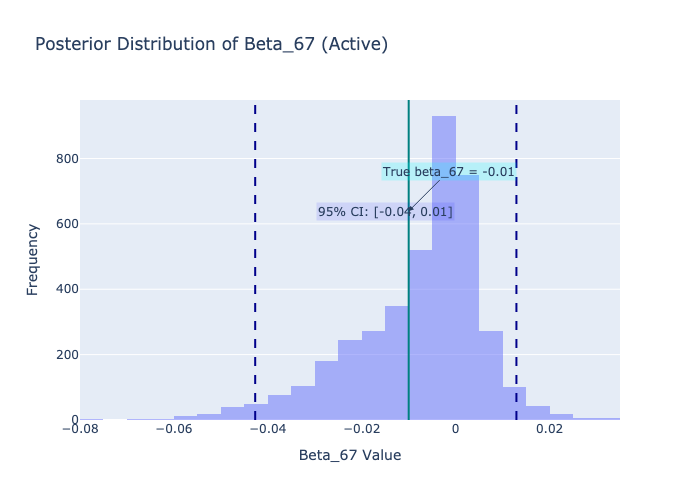 Posterior Distribution of Beta_67 (Active)
800
600
400
200
0
Frequency
True beta_67 = -0.01
95% CI: [-0.04, 0.01]
−0.08
−0.06
−0.04
−0.02
0
0.02
Beta_67 Value